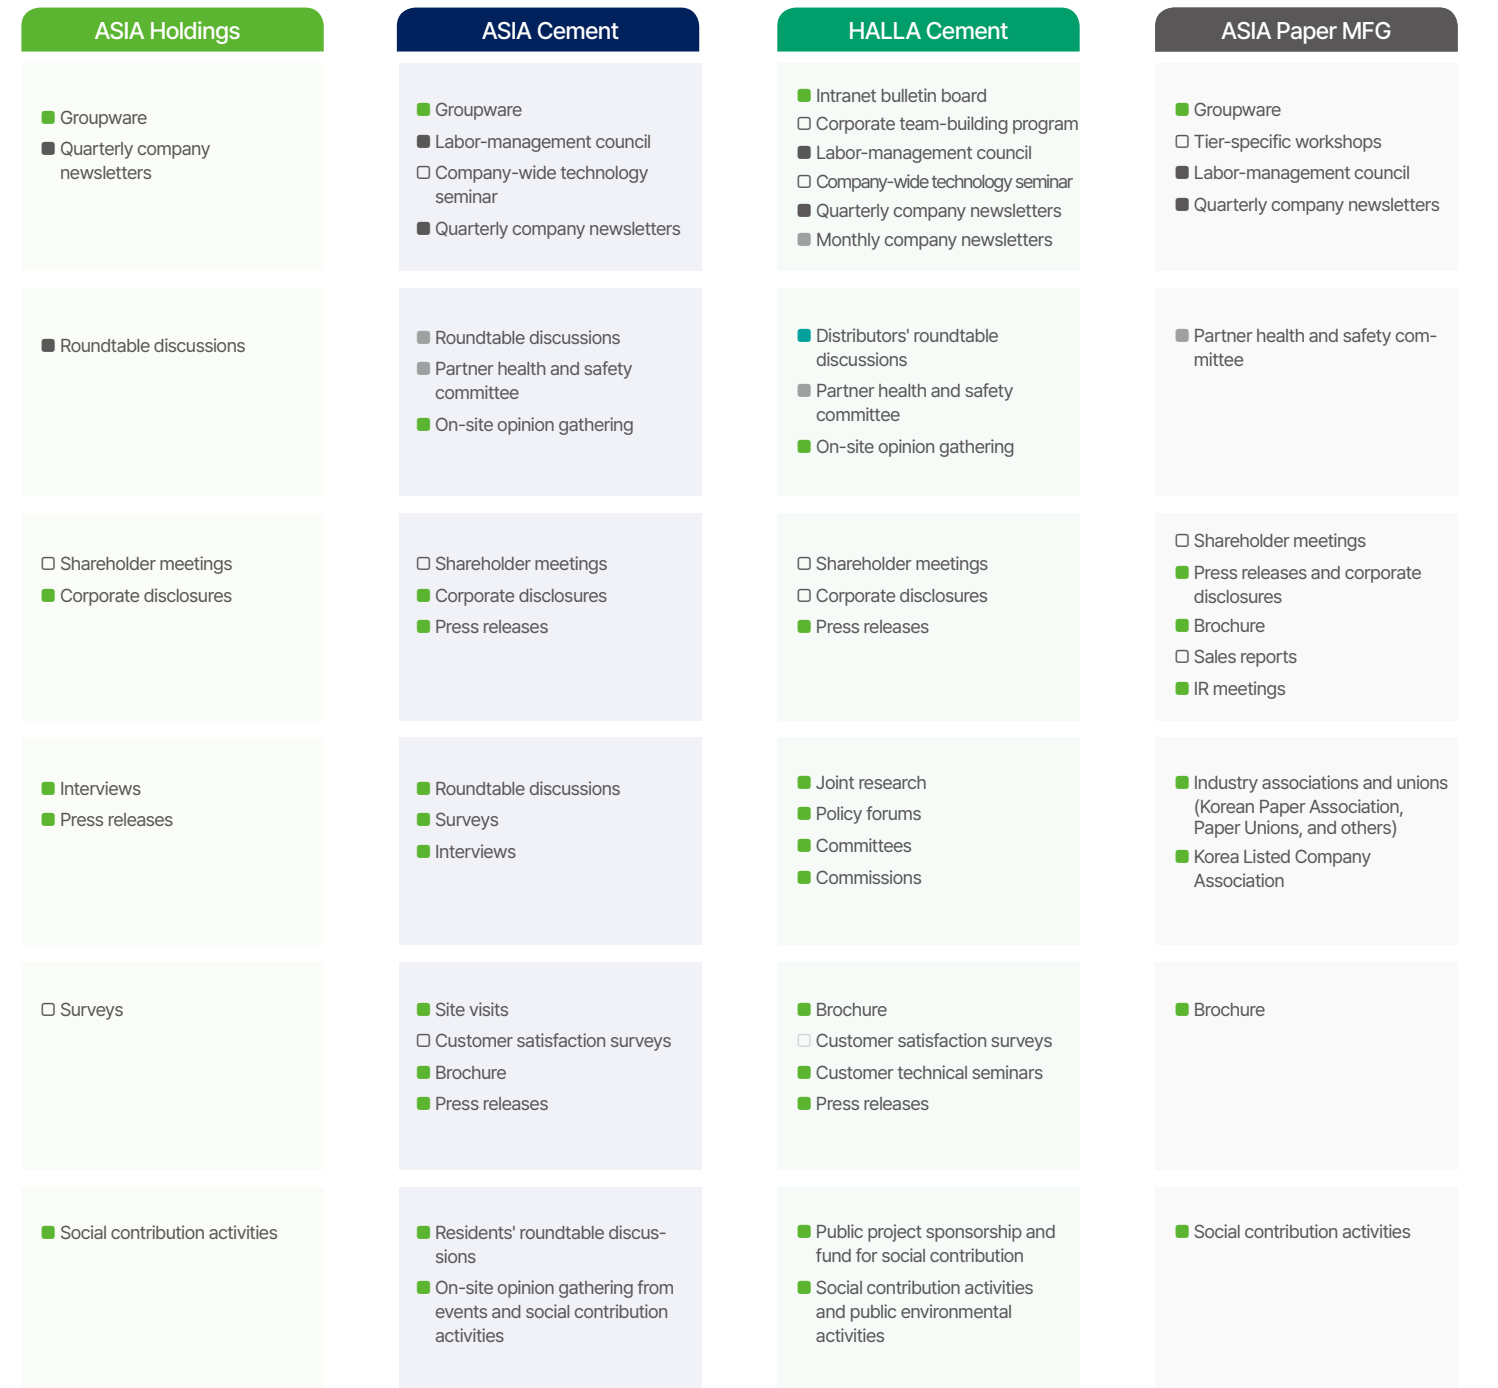 ASIA Holdings
ASIA Cement
HALLA Cement
ASIA Paper MFG
Groupware
Quarterly company
newsletters
Groupware
Labor-management council
Company-wide technology
seminar
Quarterly company newsletters
Intranet bulletin board
Corporate team-building program
Labor-management council
Company-wide technology seminar
Quarterly company newsletters
Monthly company newsletters
Groupware
Tier-specific workshops
Labor-management council
Quarterly company newsletters
Roundtable discussions
Roundtable discussions
Partner health and safety
committee
On-site opinion gathering
Distributors' roundtable
discussions
Partner health and safety
committee
On-site opinion gathering
Partner health and safety com-
mittee
Shareholder meetings
Corporate disclosures
Shareholder meetings
Corporate disclosures
Press releases
Shareholder meetings
Corporate disclosures
Press releases
Shareholder meetings
Press releases and corporate
disclosures
Brochure
Sales reports
IR meetings
Interviews
Press releases
Roundtable discussions
Surveys
Interviews
Joint research
Policy forums
Committees
Commissions
Industry associations and unions
(Korean Paper Association,
Paper Unions, and others)
Korea Listed Company
Association
Surveys
Site visits
Customer satisfaction surveys
Brochure
Press releases
Brochure
Customer satisfaction surveys
Customer technical seminars
Press releases
Brochure
Social contribution activities
Residents' roundtable discus-
sions
On-site opinion gathering from
events and social contribution
activities
Public project sponsorship and
fund for social contribution
Social contribution activities
and public environmental
activities
Social contribution activities